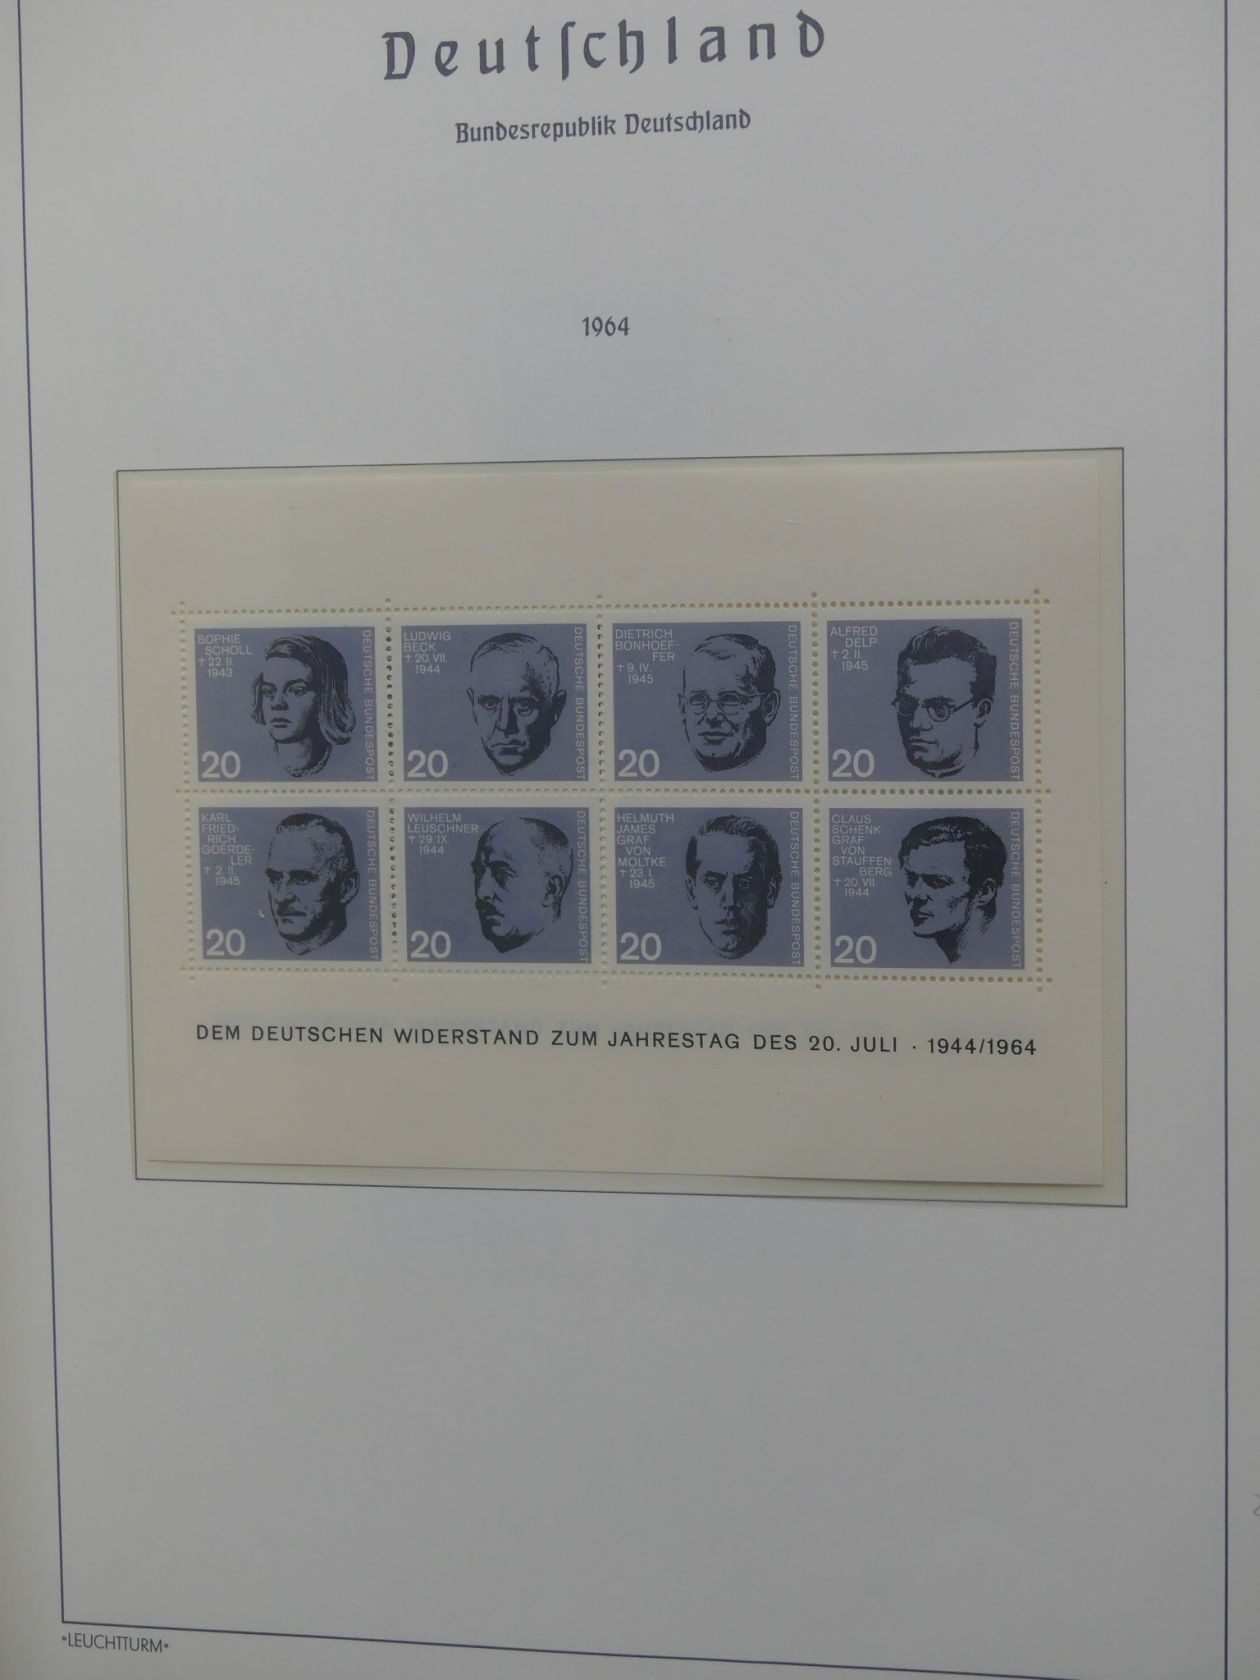 Deutſchland
Bundesrepublik Deutschland
1964
SOPHIE
SCHOLL
† 22 II.
1943
DEUTSCHE BUNDESPOST
20
LUDWIG
BECK
† 20. VII.
1944
DEUTSCHE BUNDESPOST
20
DIETRICH
BONHOEF-
FER
† 9. IV
1945
DEUTSCHE BUNDESPOST
20
ALFRED
DELP
† 2. II.
1945
DEUTSCHE BUNDESPOST
20
KARL
FRIED-
RICH
GOERDE-
LER
† 2 II.
1945
DEUTSCHE BUNDESPOST
20
WILHELM
LEUSCHNER
† 29. IX
1944
DEUTSCHE BUNDESPOST
20
HELMUTH
JAMES
GRAF
VON
MOLTKE
† 23. I.
1945
DEUTSCHE BUNDESPOST
20
CLAUS
SCHENK
GRAF
VON
STAUFFEN-
BERG
† 20. VII.
1944
DEUTSCHE BUNDESPOST
20
DEM DEUTSCHEN WIDERSTAND ZUM JAHRESTAG DES 20. JULI · 1944/1964
»LEUCHTTURM«